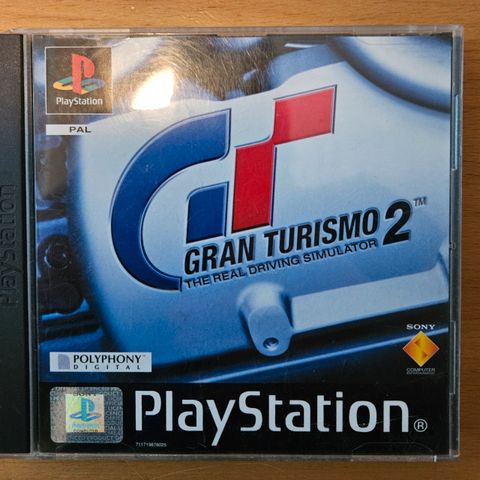 PlayStation
PlayStation
PAL
GT
GRAN TURISMO 2™
THE REAL DRIVING SIMULATOR
POLYPHONY
DIGITAL
SONY
COMPUTER
ENTERTAINMENT
PlayStation®